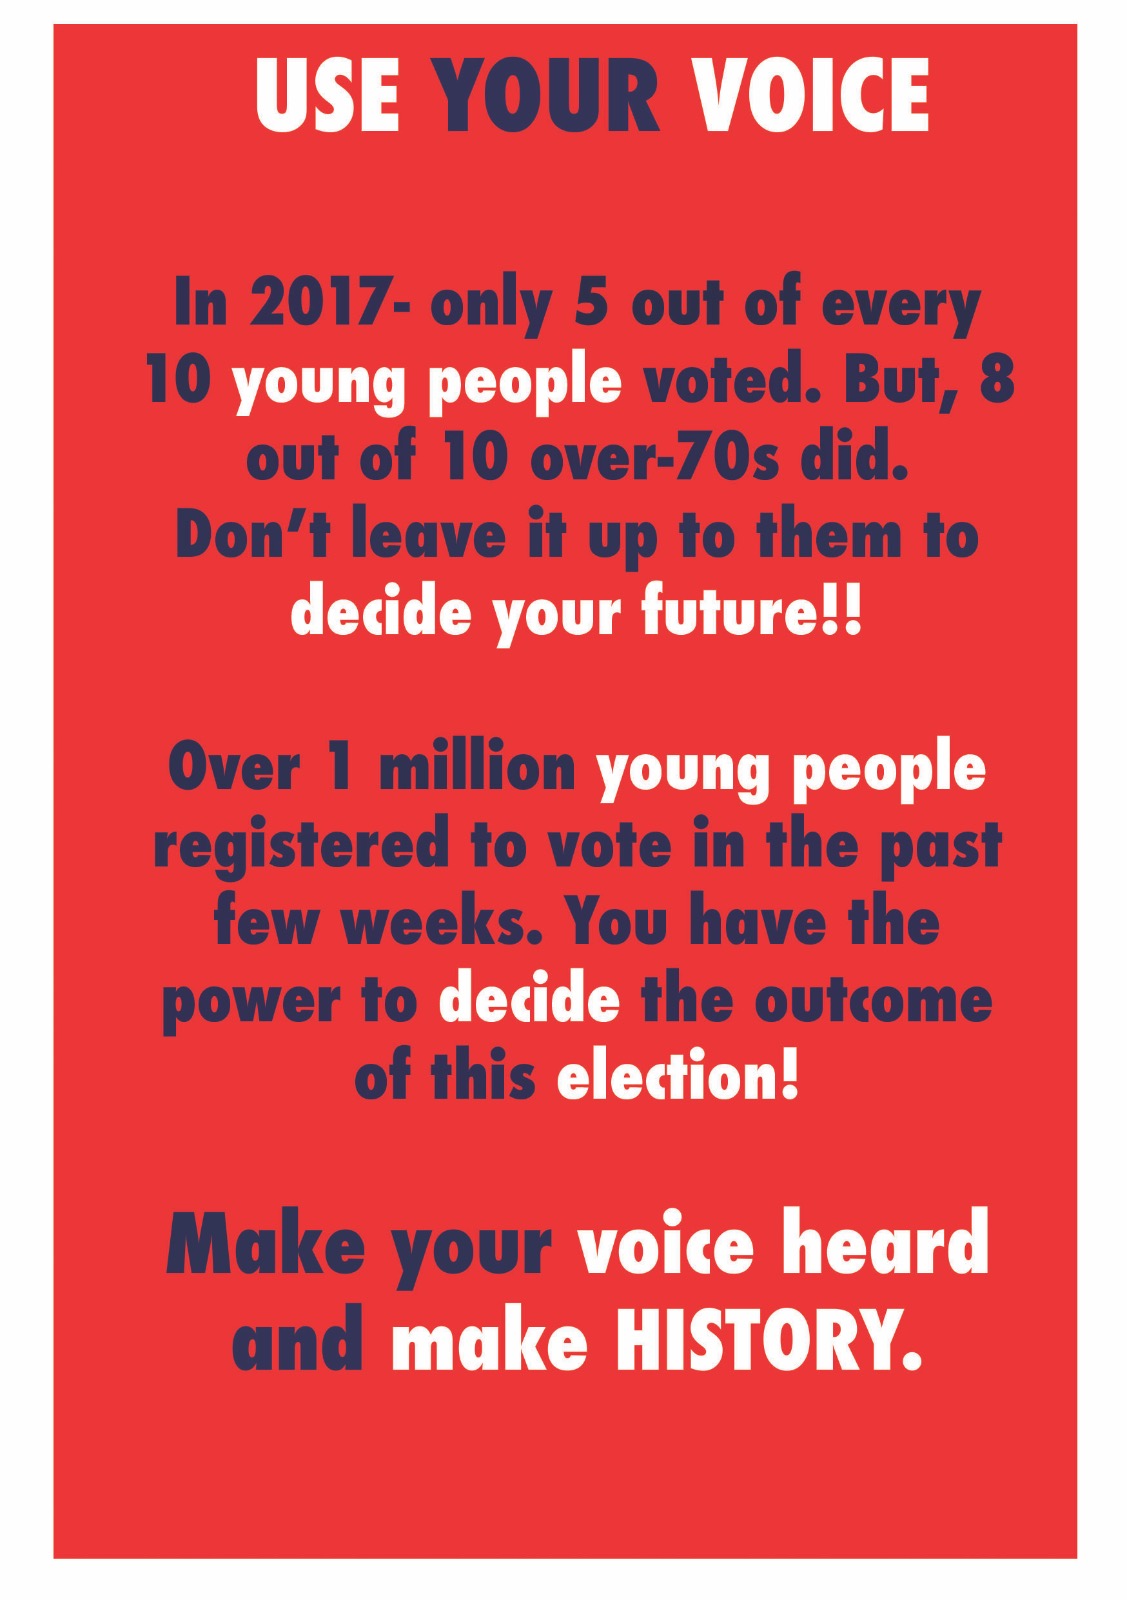 USE YOUR VOICE
In 2017- only 5 out of every
10 young people voted. But, 8
out of 10 over-70s did.
Don’t leave it up to them to
decide your future!!
Over 1 million young people
registered to vote in the past
few weeks. You have the
power to decide the outcome
of this election!
Make your voice heard
and make HISTORY.